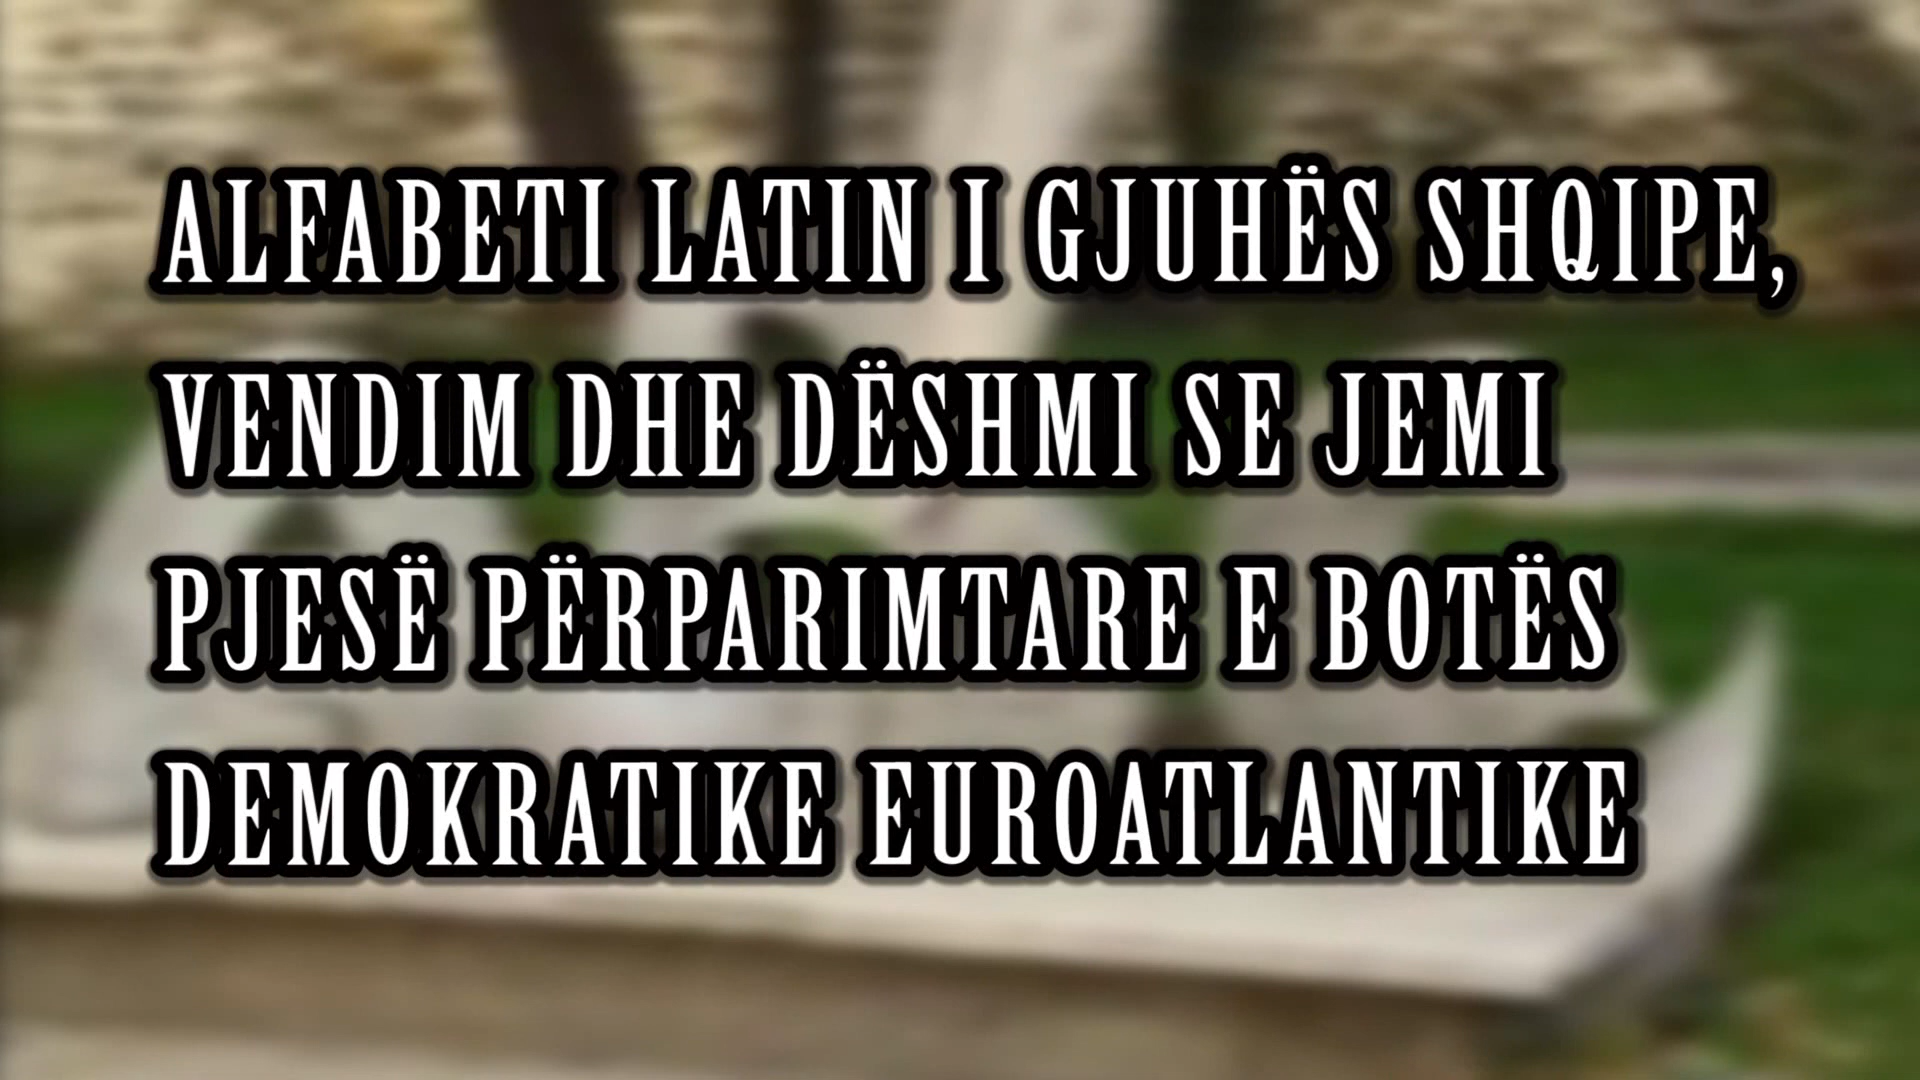 ALFABETI LATIN I GJUHËS SHQIPE,
VENDIM DHE DËSHMI SE JEMI
PJESË PËRPARIMTARE E BOTËS
DEMOKRATIKE EUROATLANTIKE